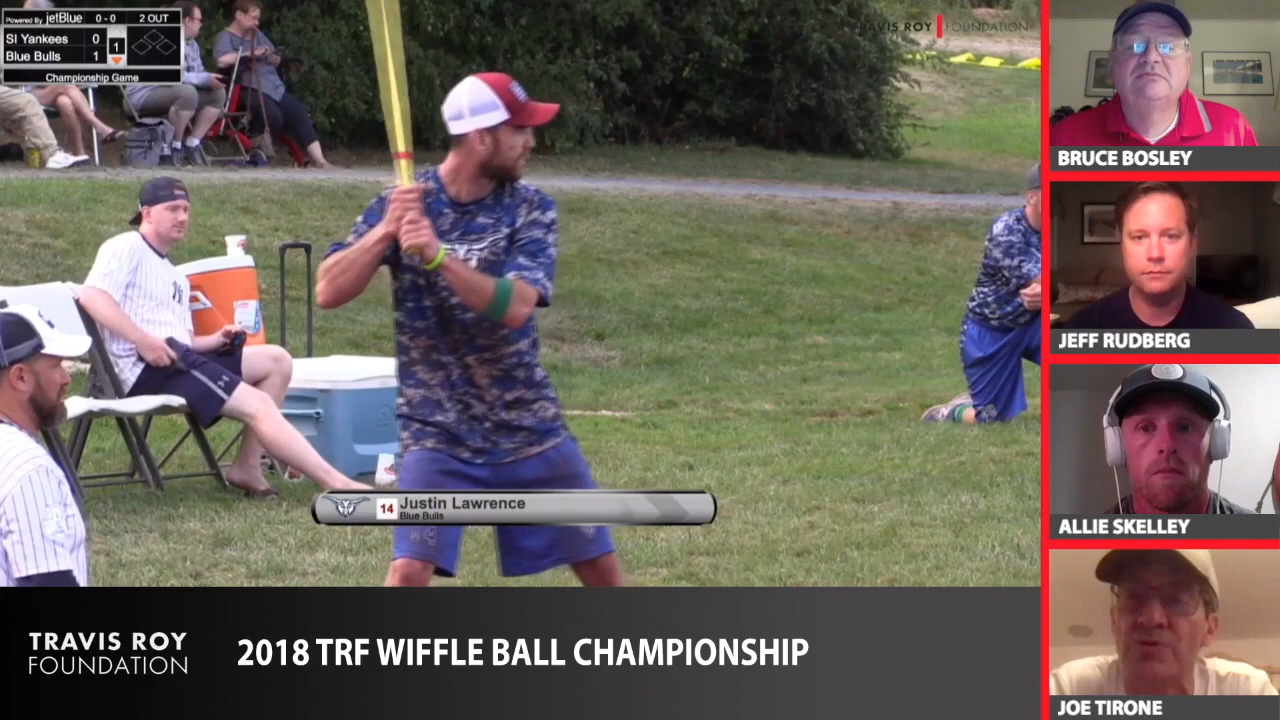 Powered By jetBlue 0 - 0 2 OUT
SI Yankees 0
Blue Bulls 1
1
Championship Game
TRAVIS ROY FOUNDATION
14 Justin Lawrence
Blue Bulls
TRAVIS ROY
FOUNDATION
2018 TRF WIFFLE BALL CHAMPIONSHIP
BRUCE BOSLEY
JEFF RUDBERG
ALLIE SKELLEY
JOE TIRONE